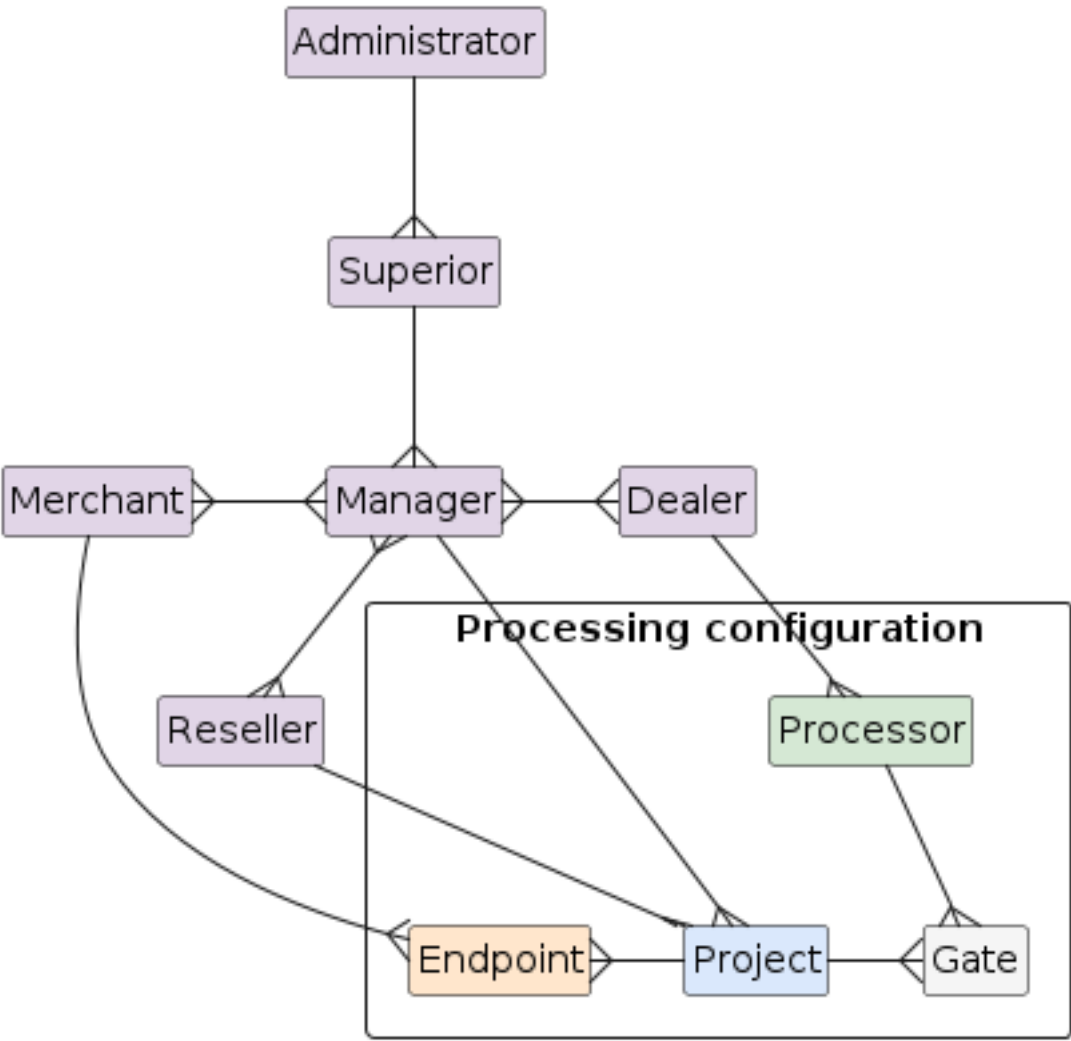 Administrator
Superior
Merchant
Manager
Dealer
Processing configuration
Reseller
Processor
Endpoint
Project
Gate